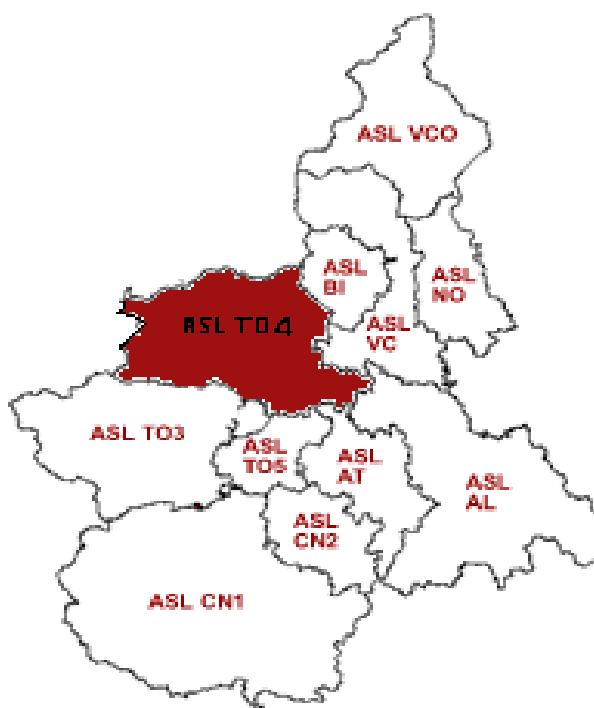 ASL VCO
ASL
BI
ASL
NO
ASL TO4
ASL
VC
ASL TO3
ASL
TO5
ASL
AT
ASL
AL
ASL
CN2
ASL CN1